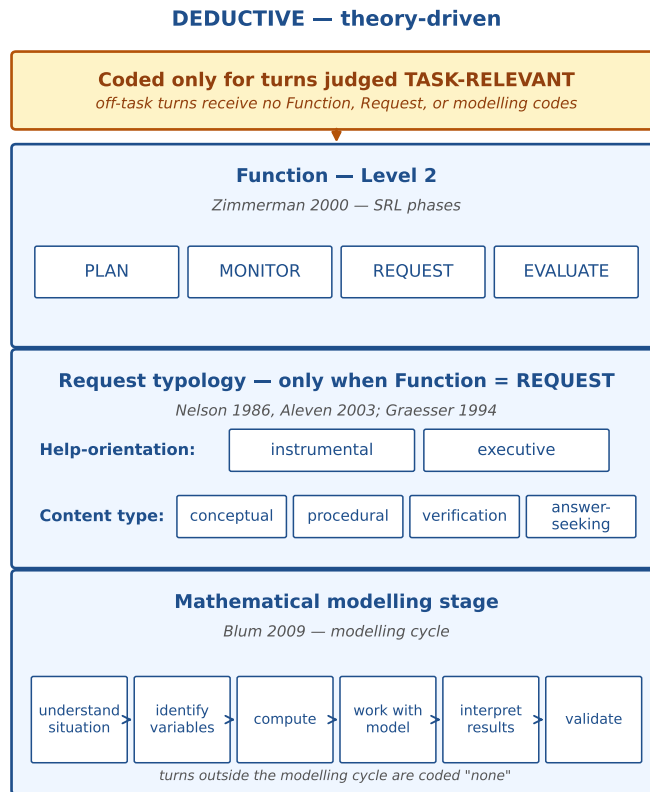 DEDUCTIVE — theory-driven
Coded only for turns judged TASK-RELEVANT
off-task turns receive no Function, Request, or modelling codes
Function — Level 2
Zimmerman 2000 — SRL phases
PLAN MONITOR REQUEST EVALUATE
Request typology — only when Function = REQUEST
Nelson 1986, Aleven 2003; Graesser 1994
Help-orientation: instrumental executive
Content type: conceptual procedural verification answer-
seeking
Mathematical modelling stage
Blum 2009 — modelling cycle
understand
situation
identify
variables
compute
work with
model
interpret
results
validate
turns outside the modelling cycle are coded "none"